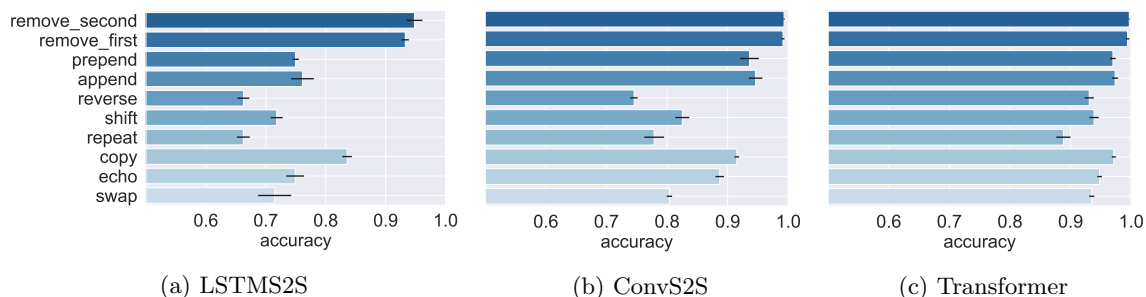 remove_second
remove_first
prepend
append
reverse
shift
repeat
copy
echo
swap
0.6 0.7 0.8 0.9 1.0
accuracy
(a) LSTMS2S
0.6 0.7 0.8 0.9 1.0
accuracy
(b) ConvS2S
0.6 0.7 0.8 0.9 1.0
accuracy
(c) Transformer